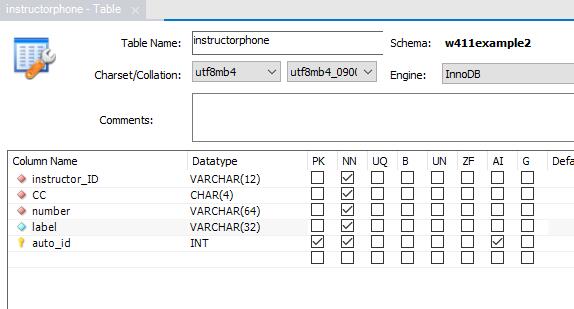 instructorphone - Table
Table Name: instructorphone Schema: w411example2
Charset/Collation: utf8mb4 utf8mb4_090( Engine: InnoDB
Comments:
Column Name Datatype PK NN UQ B UN ZF AI G Defa
instructor_ID VARCHAR(12)
CC CHAR(4)
number VARCHAR(64)
label VARCHAR(32)
auto_id INT